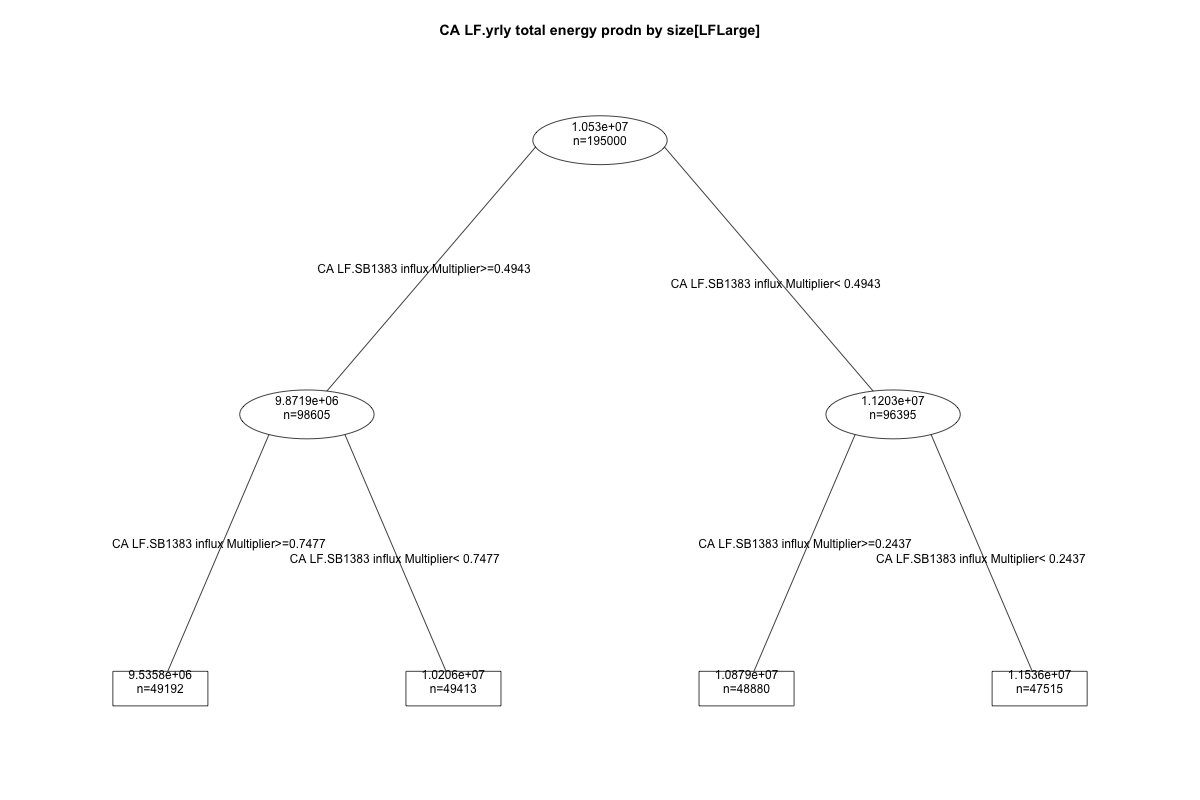 CA LF.yrly total energy prodn by size[LFLarge]
1.053e+07
n=195000
CA LF.SB1383 influx Multiplier>=0.4943
CA LF.SB1383 influx Multiplier< 0.4943
9.8719e+06
n=98605
1.1203e+07
n=96395
CA LF.SB1383 influx Multiplier>=0.7477
CA LF.SB1383 influx Multiplier< 0.7477
CA LF.SB1383 influx Multiplier>=0.2437
CA LF.SB1383 influx Multiplier< 0.2437
9.5358e+06
n=49192
1.0206e+07
n=49413
1.0879e+07
n=48880
1.1536e+07
n=47515